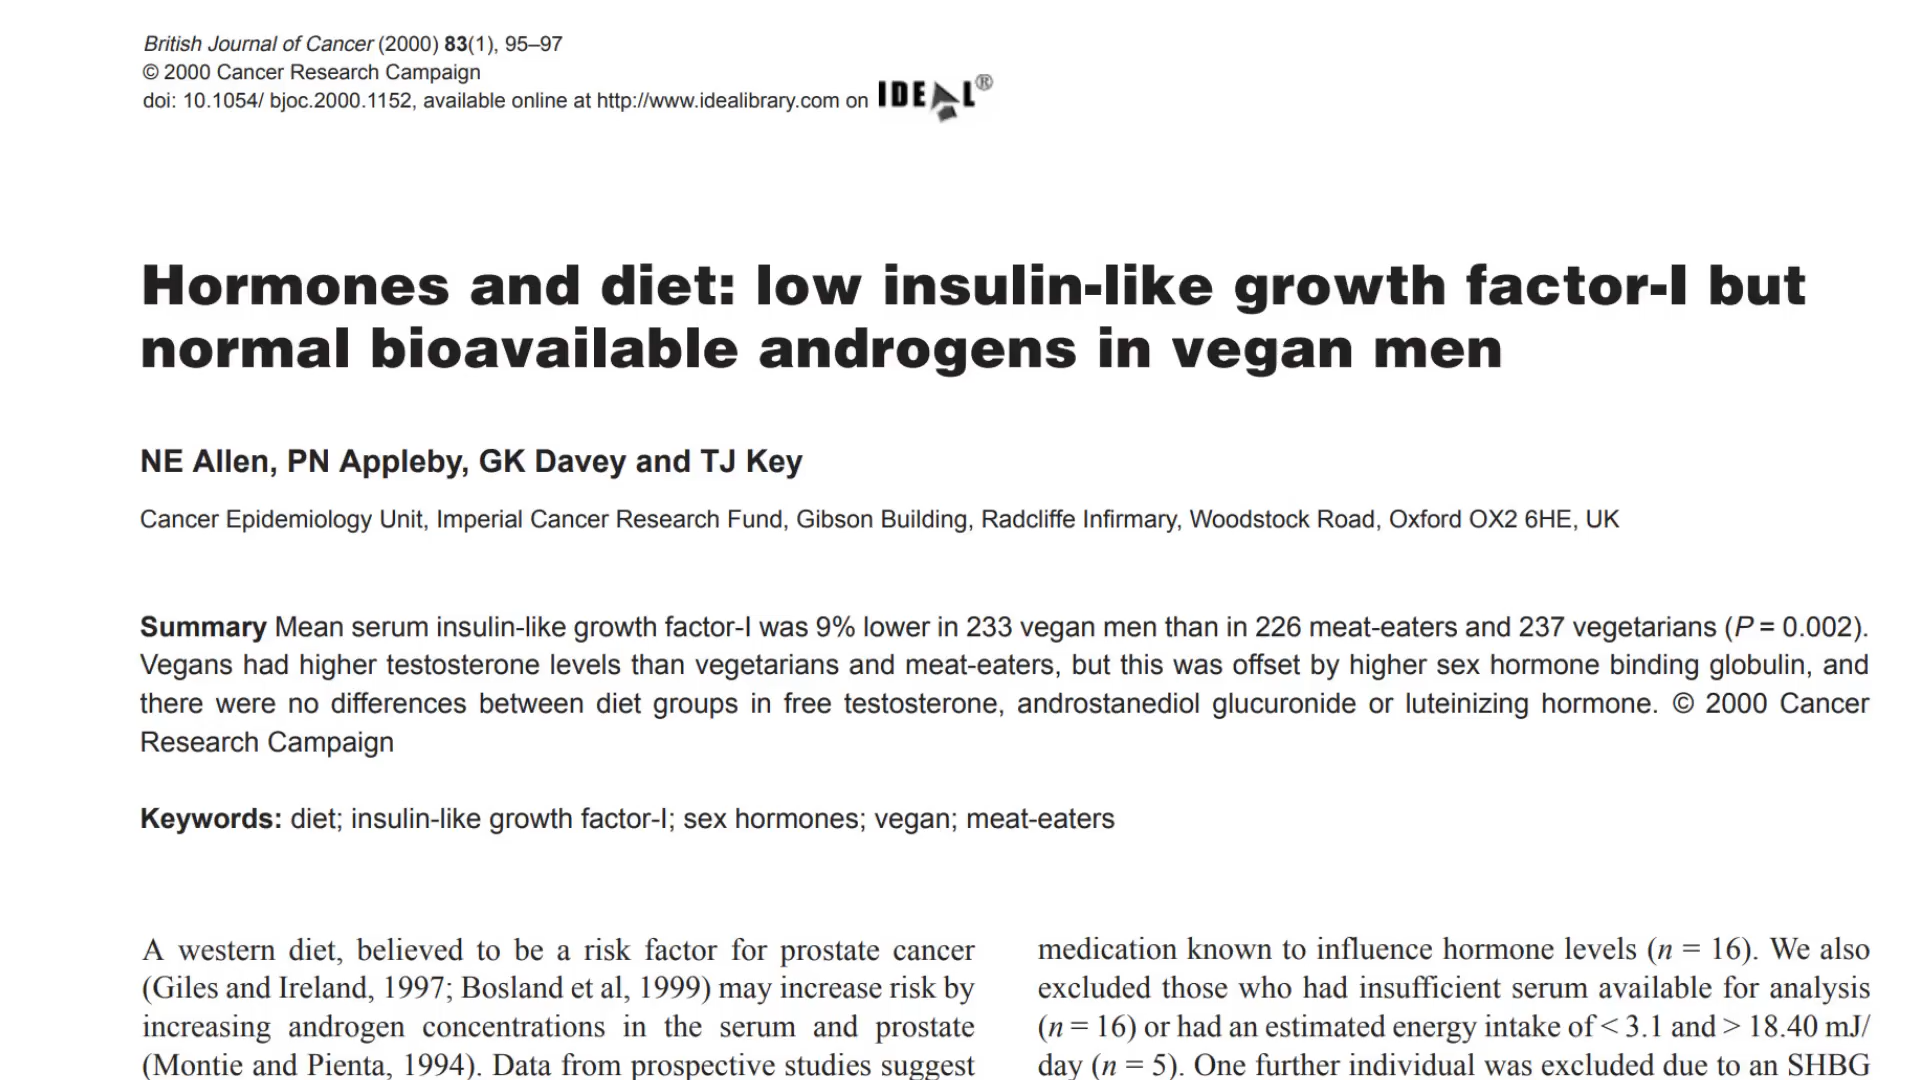 British Journal of Cancer (2000) 83(1), 95–97
© 2000 Cancer Research Campaign
doi: 10.1054/ bjoc.2000.1152, available online at http://www.idealibrary.com on IDEAL®
Hormones and diet: low insulin-like growth factor-I but
normal bioavailable androgens in vegan men
NE Allen, PN Appleby, GK Davey and TJ Key
Cancer Epidemiology Unit, Imperial Cancer Research Fund, Gibson Building, Radcliffe Infirmary, Woodstock Road, Oxford OX2 6HE, UK
Summary Mean serum insulin-like growth factor-I was 9% lower in 233 vegan men than in 226 meat-eaters and 237 vegetarians (P = 0.002).
Vegans had higher testosterone levels than vegetarians and meat-eaters, but this was offset by higher sex hormone binding globulin, and
there were no differences between diet groups in free testosterone, androstanediol glucuronide or luteinizing hormone. © 2000 Cancer
Research Campaign
Keywords: diet; insulin-like growth factor-I; sex hormones; vegan; meat-eaters
A western diet, believed to be a risk factor for prostate cancer
(Giles and Ireland, 1997; Bosland et al, 1999) may increase risk by
increasing androgen concentrations in the serum and prostate
(Montie and Pienta, 1994). Data from prospective studies suggest
medication known to influence hormone levels (n = 16). We also
excluded those who had insufficient serum available for analysis
(n = 16) or had an estimated energy intake of < 3.1 and > 18.40 mJ/
day (n = 5). One further individual was excluded due to an SHBG